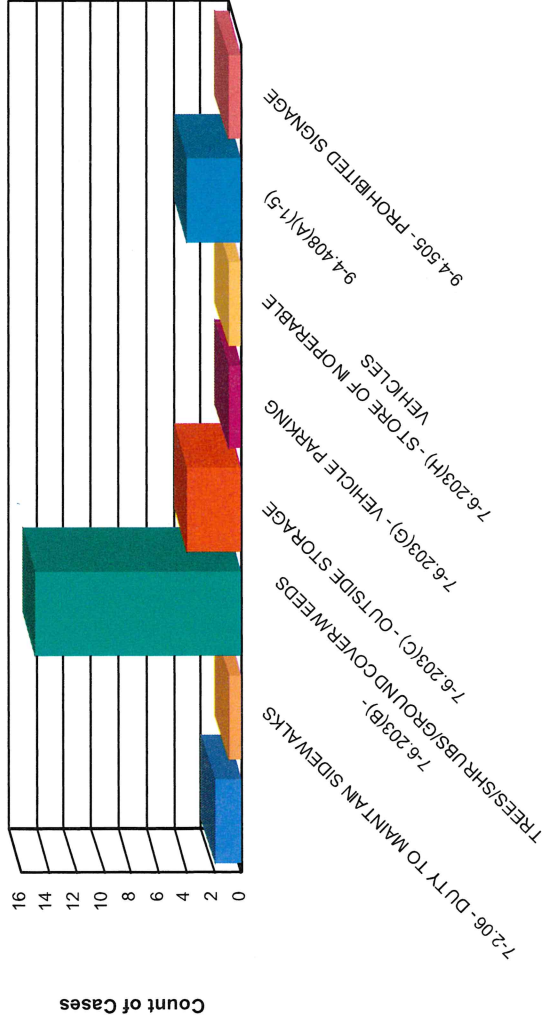 Count of Cases
16
14
12
10
8
6
4
2
0
7-2.06 - DUTY TO MAINTAIN SIDEWALKS
7-6.203(B) -
TREES/SHRUBS/GROUND COVER/WEEDS
7-6.203(C) - OUTSIDE STORAGE
7-6.203(G) - VEHICLE PARKING
7-6.203(H) - STORE OF INOPERABLE
VEHICLES
9-4.408(A)(1-5)
9-4.505 - PROHIBITED SIGNAGE